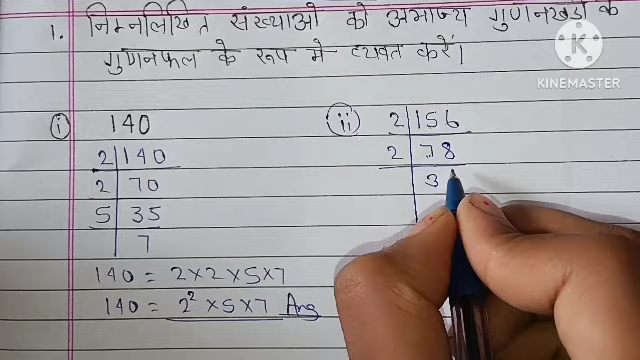 1. निम्नलिखित संख्याओ को अभाज्य गुणनखंडो के
गुणनफल के रूप मे व्यक्त करें।
KINEMASTER
i 140
2 140
2 70
5 35
7
140 = 2×2×5×7
140 = 2² ×5×7 Ans
ii 2 156
2 78
3